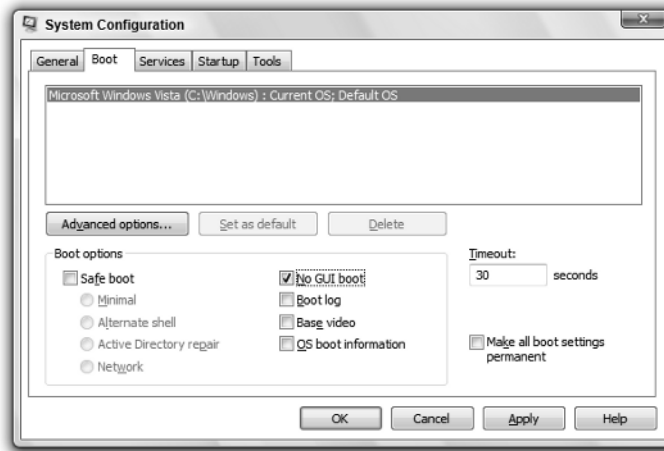 System Configuration
General Boot Services Startup Tools
Microsoft Windows Vista (C:\Windows) : Current OS; Default OS
Advanced options... Set as default Delete
Boot options
Timeout:
Safe boot No GUI boot 30 seconds
Minimal Boot log
Alternate shell Base video
Active Directory repair OS boot information Make all boot settings
permanent
Network
OK Cancel Apply Help